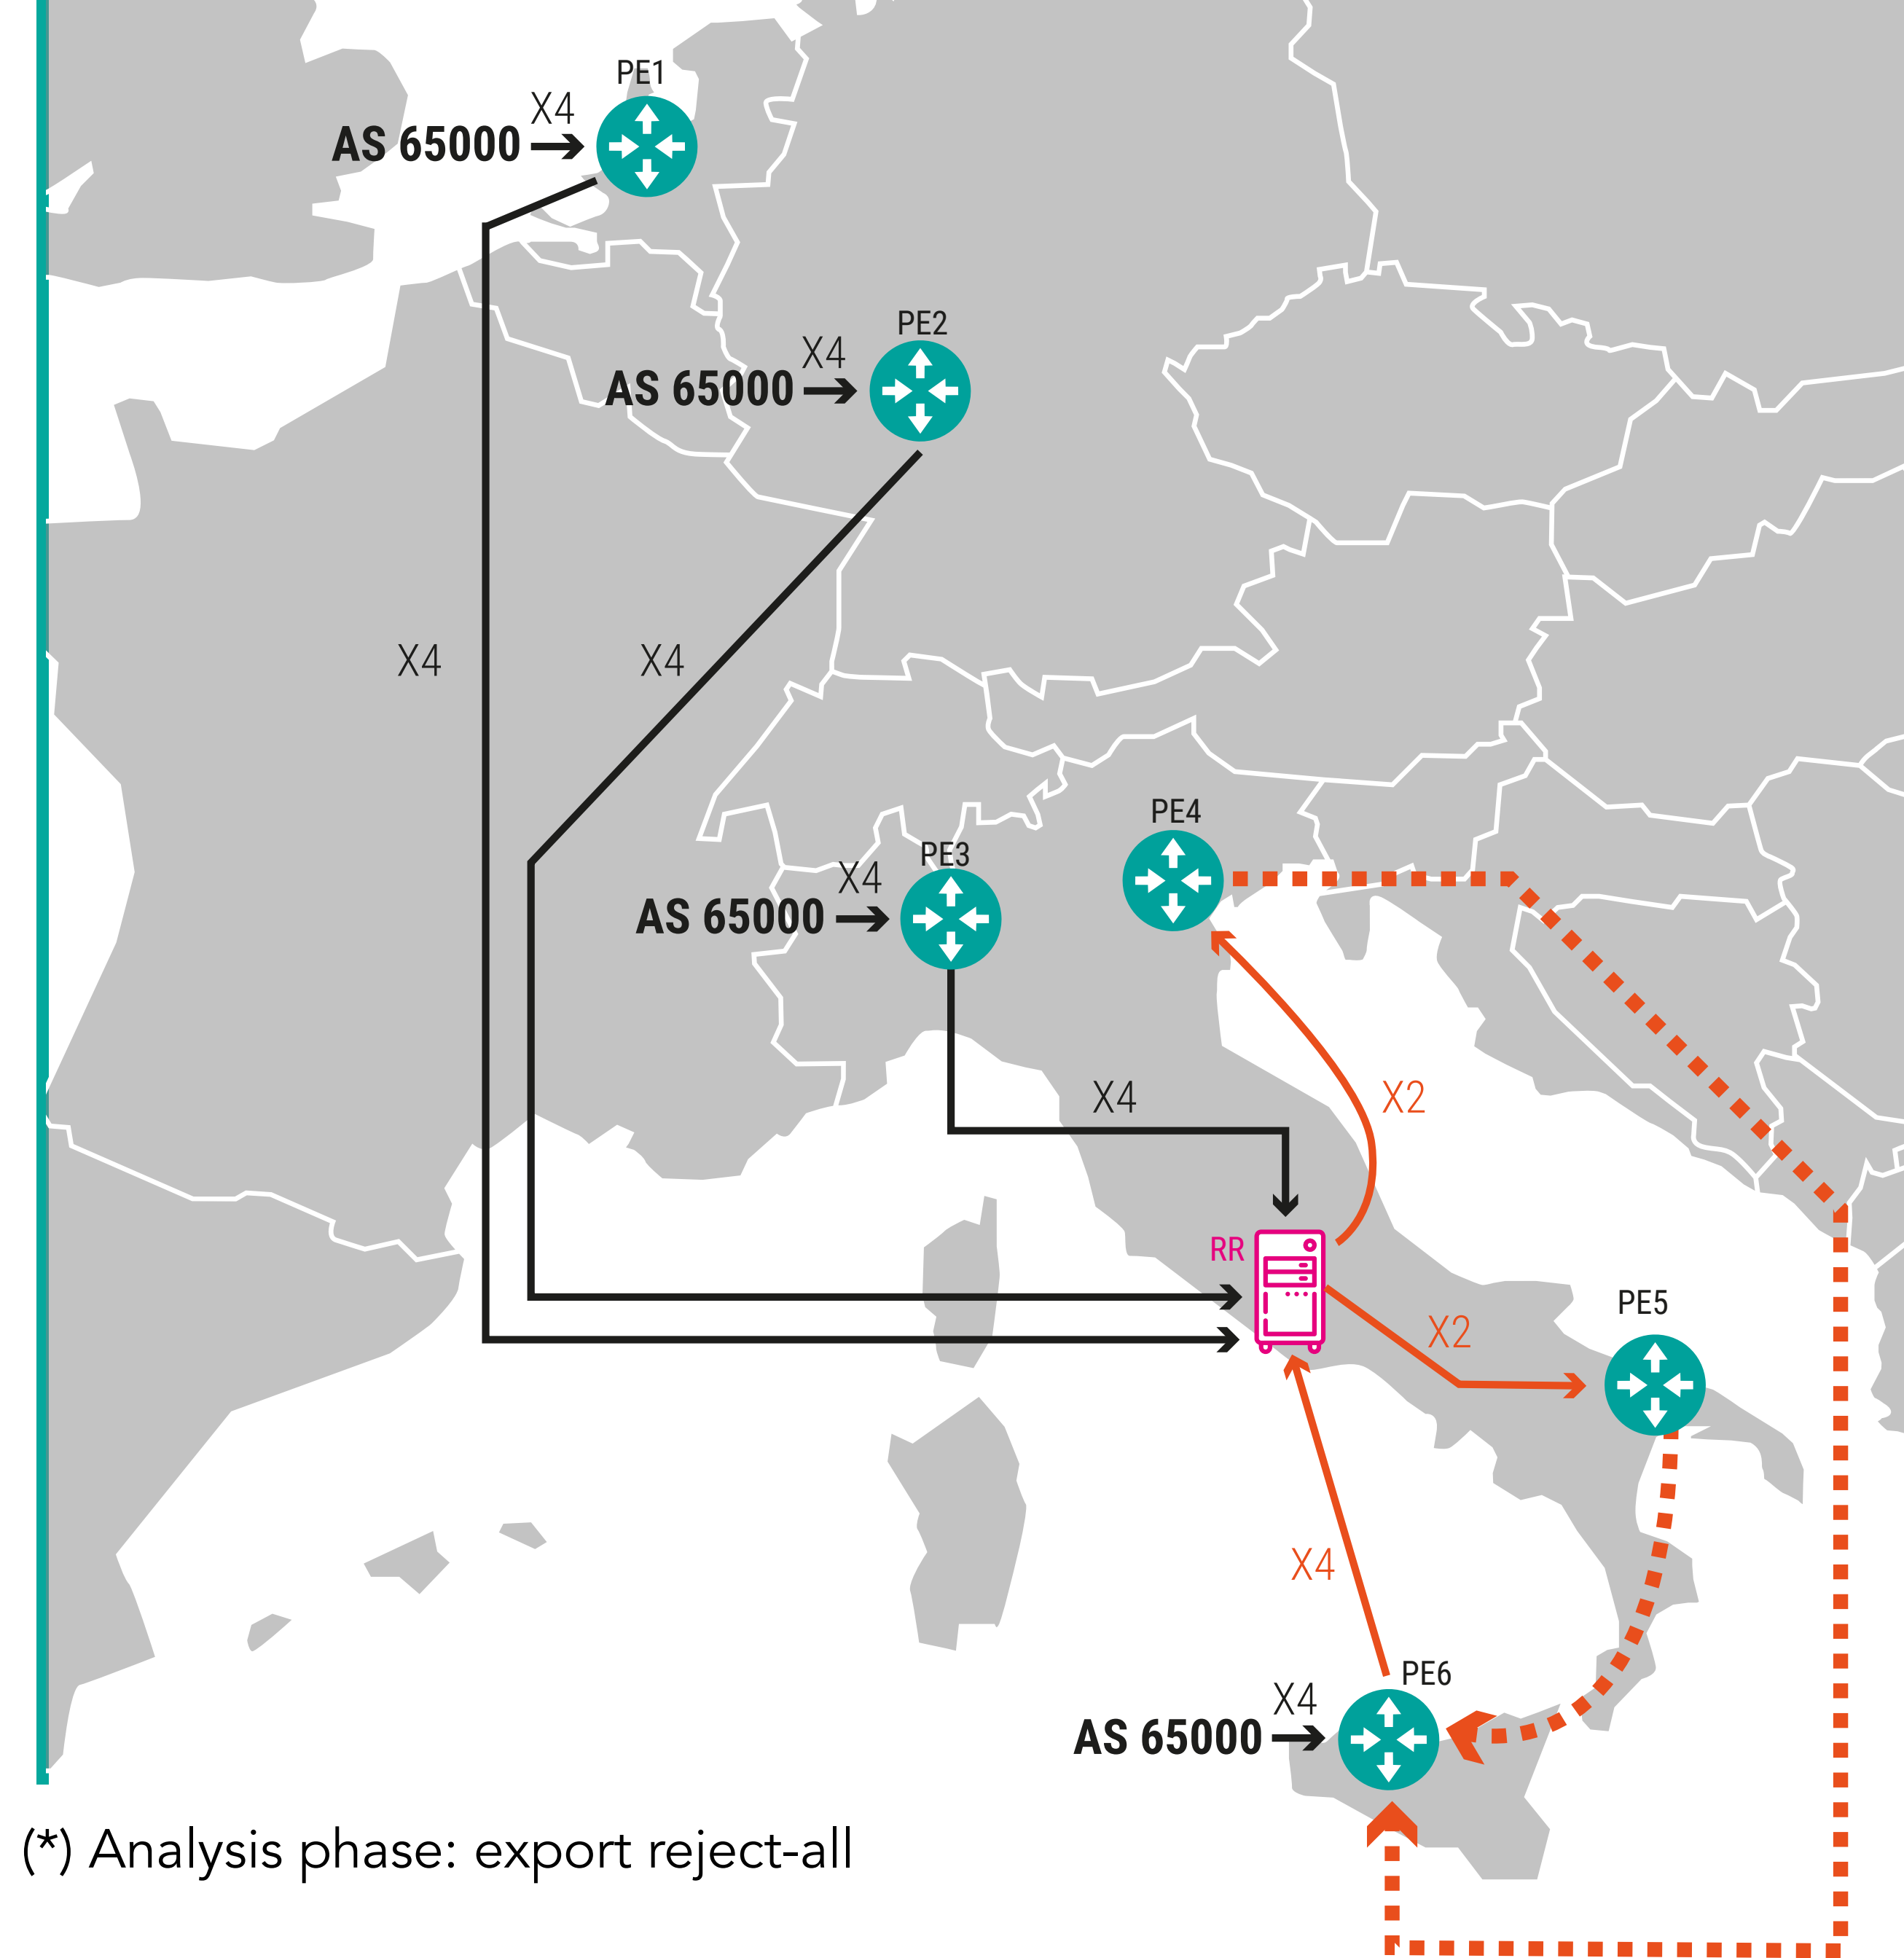 PE1
X4
AS 65000
PE2
X4
AS 65000
X4
X4
PE4
PE3
X4
AS 65000
X4
X2
RR
PE5
X2
X4
PE6
X4
AS 65000
(*) Analysis phase: export reject-all